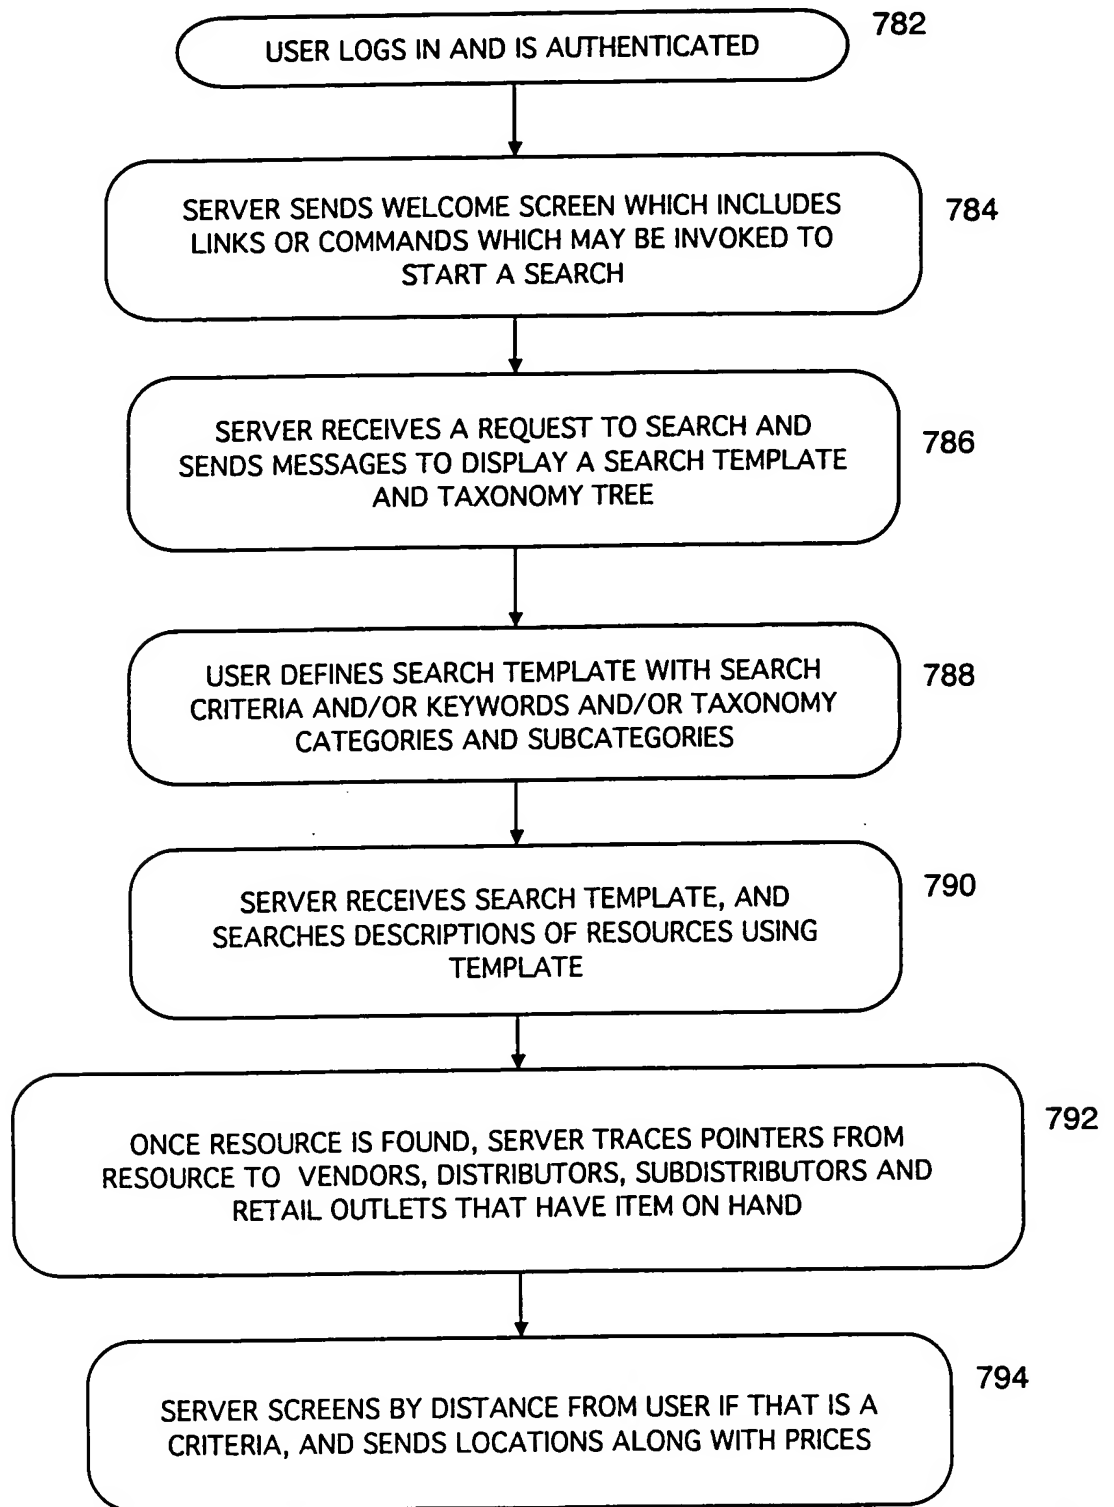 USER LOGS IN AND IS AUTHENTICATED
782
SERVER SENDS WELCOME SCREEN WHICH INCLUDES
LINKS OR COMMANDS WHICH MAY BE INVOKED TO
START A SEARCH
784
SERVER RECEIVES A REQUEST TO SEARCH AND
SENDS MESSAGES TO DISPLAY A SEARCH TEMPLATE
AND TAXONOMY TREE
786
USER DEFINES SEARCH TEMPLATE WITH SEARCH
CRITERIA AND/OR KEYWORDS AND/OR TAXONOMY
CATEGORIES AND SUBCATEGORIES
788
SERVER RECEIVES SEARCH TEMPLATE, AND
SEARCHES DESCRIPTIONS OF RESOURCES USING
TEMPLATE
790
ONCE RESOURCE IS FOUND, SERVER TRACES POINTERS FROM
RESOURCE TO VENDORS, DISTRIBUTORS, SUBDISTRIBUTORS AND
RETAIL OUTLETS THAT HAVE ITEM ON HAND
792
SERVER SCREENS BY DISTANCE FROM USER IF THAT IS A
CRITERIA, AND SENDS LOCATIONS ALONG WITH PRICES
794